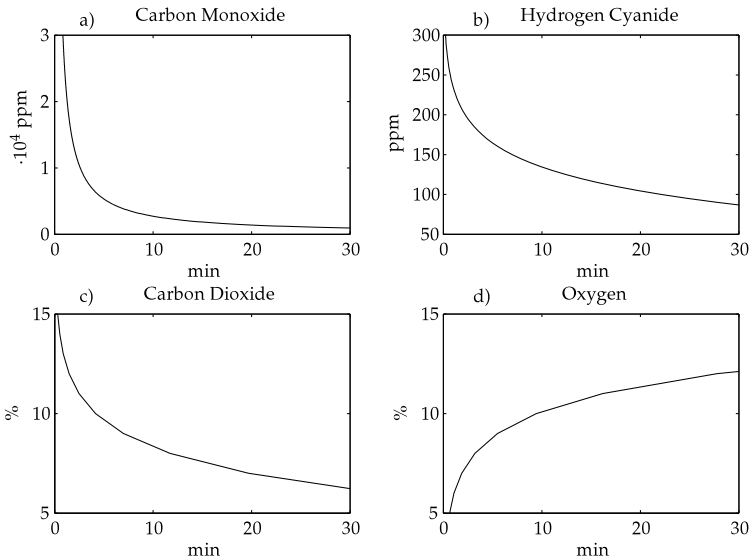 a) Carbon Monoxide
3
2
1
0
·10⁴ ppm
0 10 20 30
min
b) Hydrogen Cyanide
300
250
200
150
100
50
ppm
0 10 20 30
min
c) Carbon Dioxide
15
10
5
%
0 10 20 30
min
d) Oxygen
15
10
5
%
0 10 20 30
min